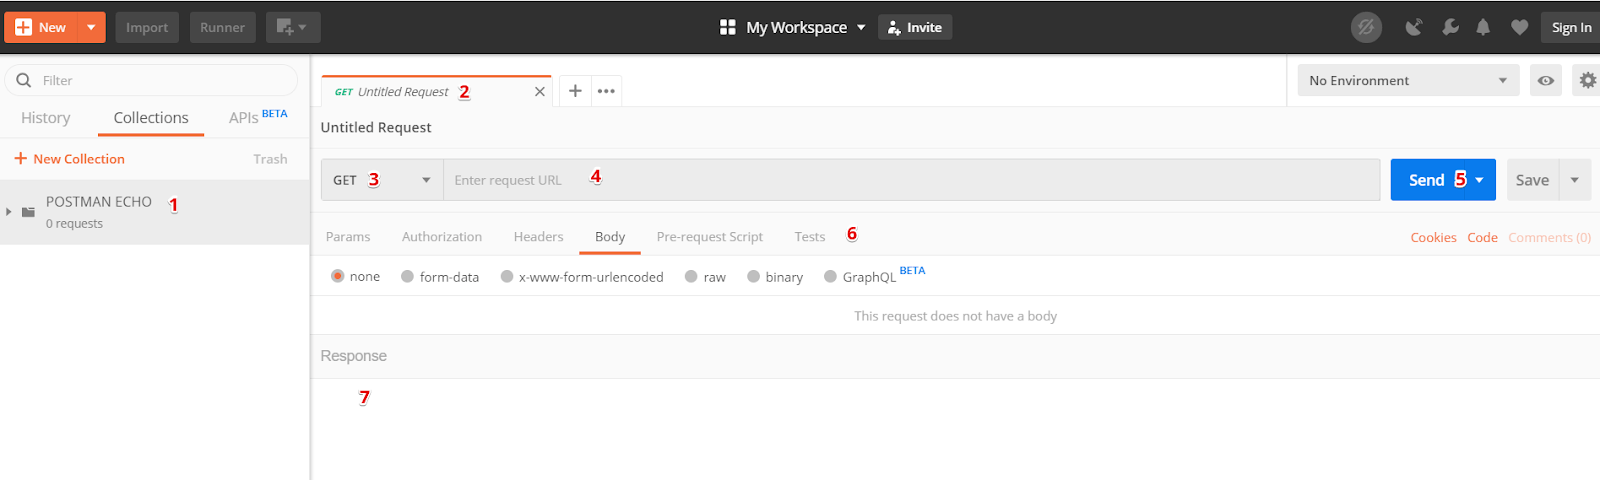 New Import Runner My Workspace Invite Sign In
Filter
GET Untitled Request 2 No Environment
History Collections APIs BETA
Untitled Request
+ New Collection Trash
GET 3 Enter request URL 4 Send 5 Save
POSTMAN ECHO 1
0 requests
Params Authorization Headers Body Pre-request Script Tests 6 Cookies Code Comments (0)
none form-data x-www-form-urlencoded raw binary GraphQL BETA
This request does not have a body
Response
7